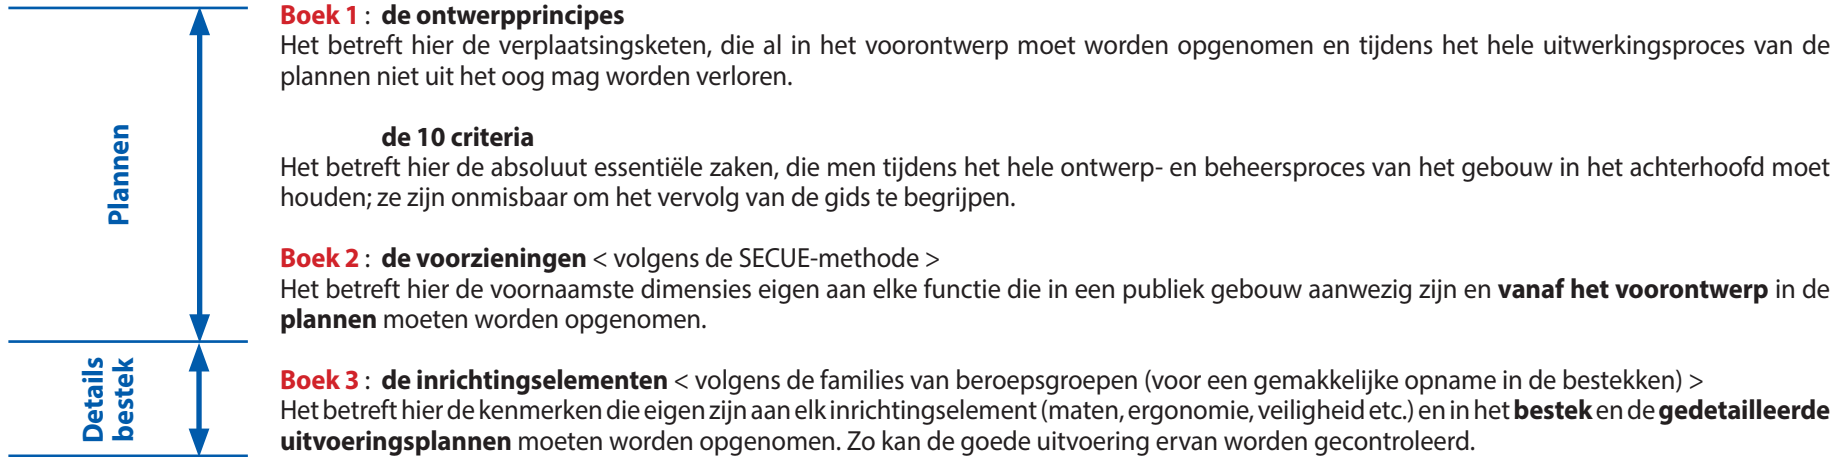 Boek 1 : de ontwerpprincipes
Het betreft hier de verplaatsingsketen, die al in het voorontwerp moet worden opgenomen en tijdens het hele uitwerkingsproces van de
plannen niet uit het oog mag worden verloren.
de 10 criteria
Het betreft hier de absoluut essentiële zaken, die men tijdens het hele ontwerp- en beheersproces van het gebouw in het achterhoofd moet
houden; ze zijn onmisbaar om het vervolg van de gids te begrijpen.
Plannen
Boek 2 : de voorzieningen < volgens de SECUE-methode >
Het betreft hier de voornaamste dimensies eigen aan elke functie die in een publiek gebouw aanwezig zijn en vanaf het voorontwerp in de
plannen moeten worden opgenomen.
Details
bestek
Boek 3 : de inrichtingselementen < volgens de families van beroepsgroepen (voor een gemakkelijke opname in de bestekken) >
Het betreft hier de kenmerken die eigen zijn aan elk inrichtingselement (maten, ergonomie, veiligheid etc.) en in het bestek en de gedetailleerde
uitvoeringsplannen moeten worden opgenomen. Zo kan de goede uitvoering ervan worden gecontroleerd.